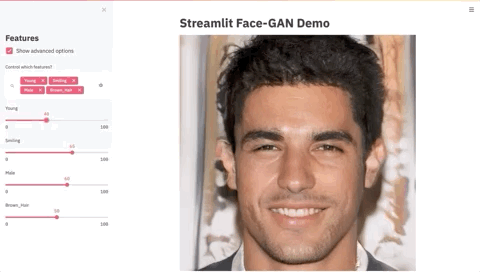 Features
Show advanced options
Control which features?
Young × Smiling ×
Male × Brown_Hair ×
Young
0 100
Smiling
0 100
Male
0 100
Brown_Hair
0 100
Streamlit Face-GAN Demo